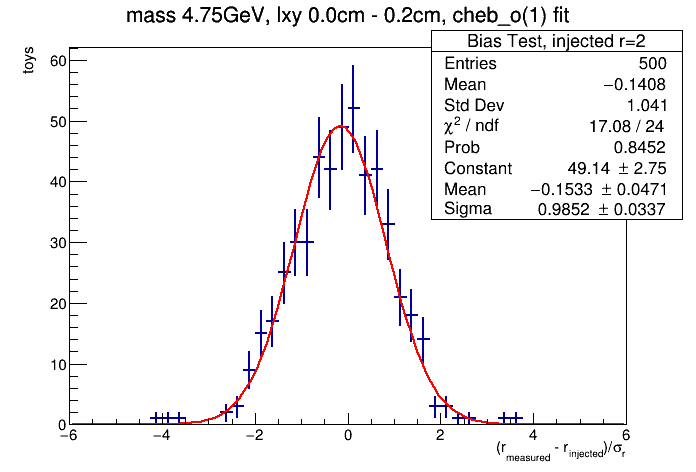 mass 4.75GeV, lxy 0.0cm - 0.2cm, cheb_o(1) fit
toys
Bias Test, injected r=2
Entries 500
Mean −0.1408
Std Dev 1.041
χ² / ndf 17.08 / 24
Prob 0.8452
Constant 49.14 ± 2.75
Mean −0.1533 ± 0.0471
Sigma 0.9852 ± 0.0337
60
50
40
30
20
10
0
−6 −4 −2 0 2 4 6
(r_measured - r_injected)/σ_r